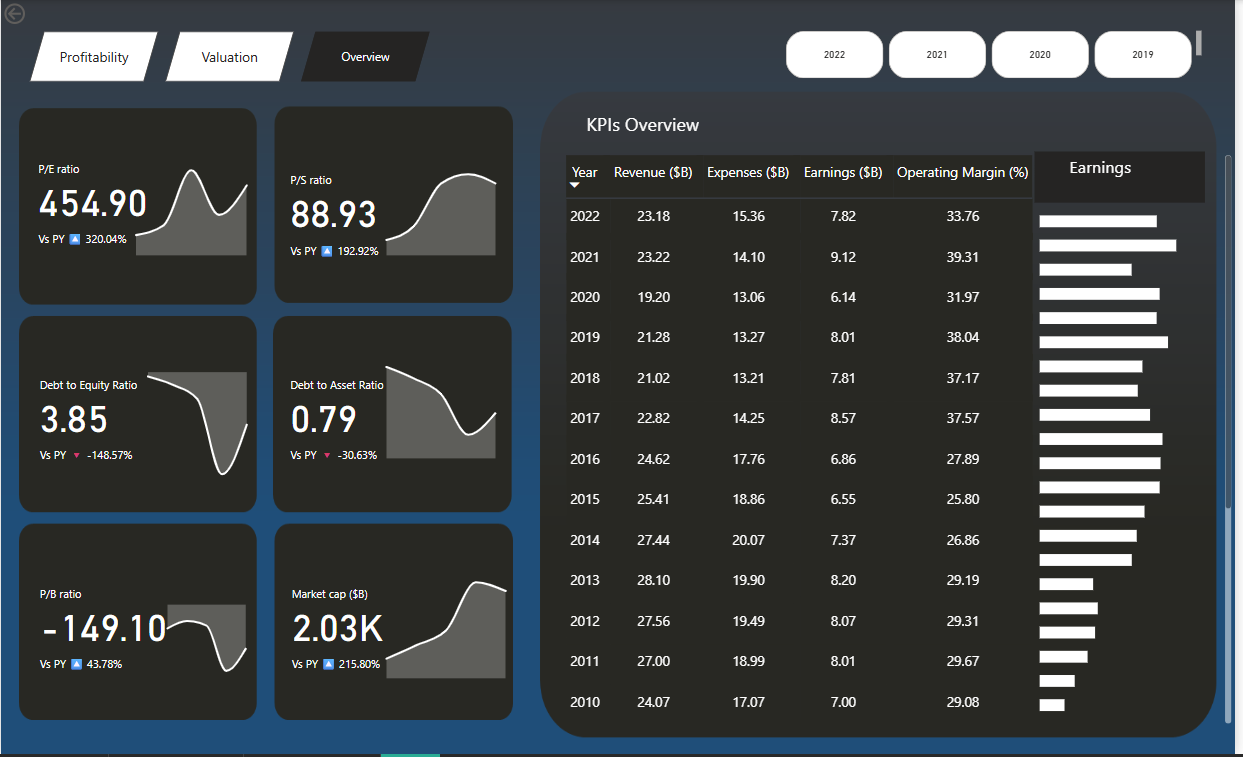 Profitability
Valuation
Overview
2022
2021
2020
2019
P/E ratio
454.90
Vs PY 🔼 320.04%
P/S ratio
88.93
Vs PY 🔼 192.92%
Debt to Equity Ratio
3.85
Vs PY 🔻 -148.57%
Debt to Asset Ratio
0.79
Vs PY 🔻 -30.63%
P/B ratio
-149.10
Vs PY 🔼 43.78%
Market cap ($B)
2.03K
Vs PY 🔼 215.80%
KPIs Overview
Year Revenue ($B) Expenses ($B) Earnings ($B) Operating Margin (%) Earnings
2022 23.18 15.36 7.82 33.76
2021 23.22 14.10 9.12 39.31
2020 19.20 13.06 6.14 31.97
2019 21.28 13.27 8.01 38.04
2018 21.02 13.21 7.81 37.17
2017 22.82 14.25 8.57 37.57
2016 24.62 17.76 6.86 27.89
2015 25.41 18.86 6.55 25.80
2014 27.44 20.07 7.37 26.86
2013 28.10 19.90 8.20 29.19
2012 27.56 19.49 8.07 29.31
2011 27.00 18.99 8.01 29.67
2010 24.07 17.07 7.00 29.08